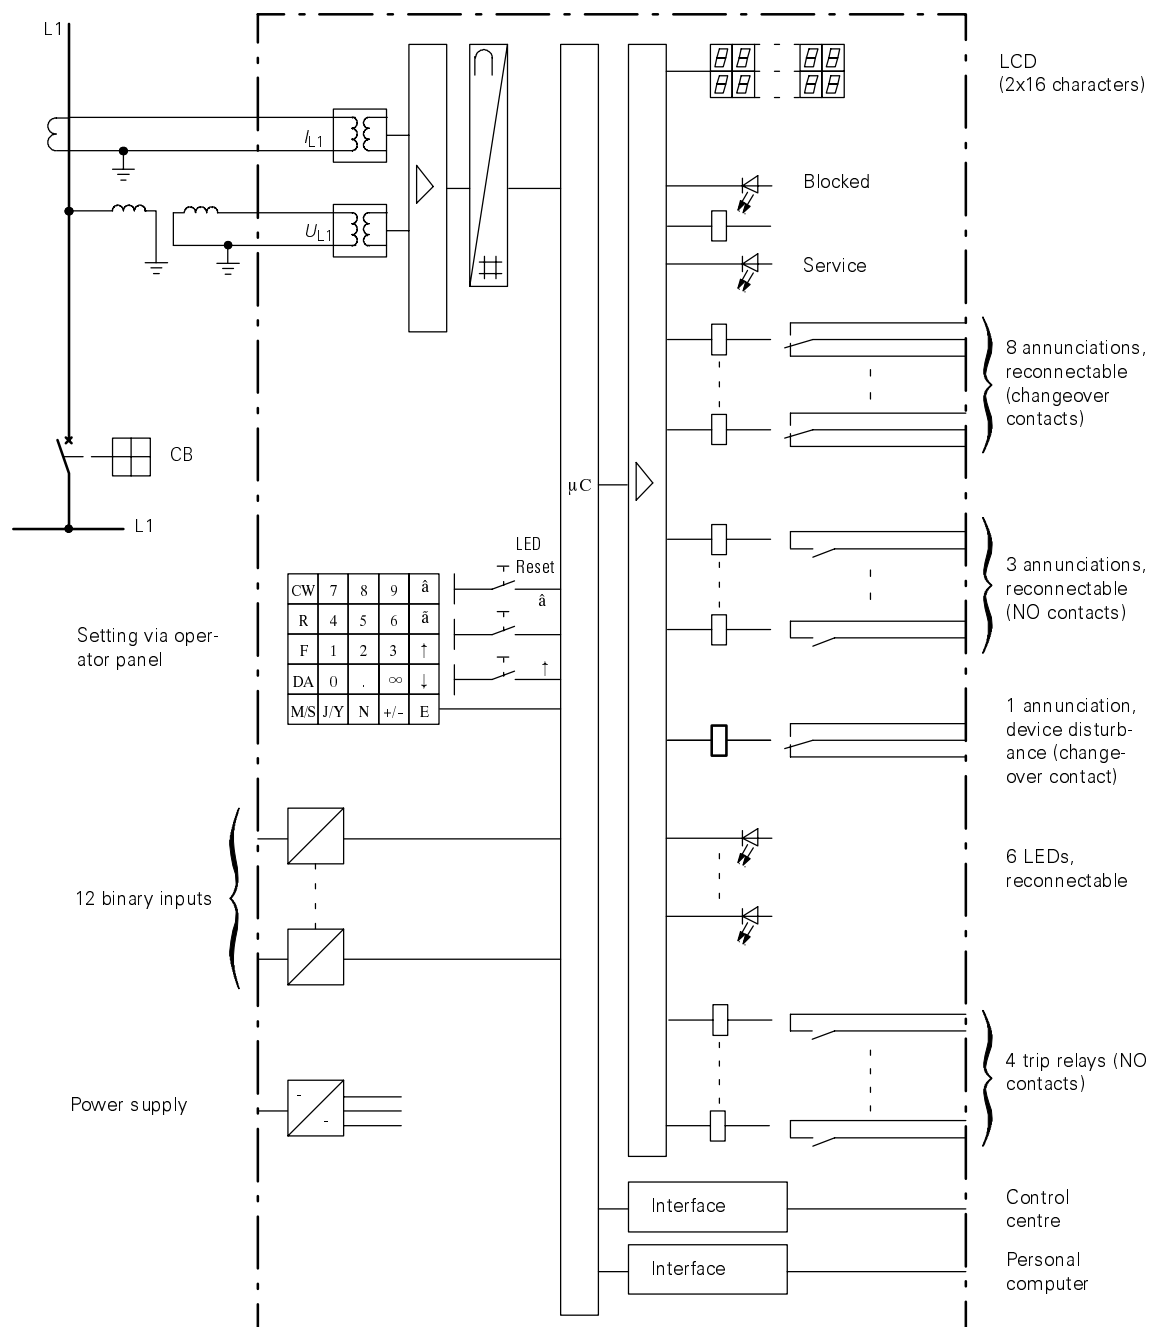 L1
LCD
(2x16 characters)
IL1
Blocked
UL1
Service
8 annunciations,
reconnectable
(changeover
contacts)
CB
µC
L1
LED
Reset
3 annunciations,
reconnectable
(NO contacts)
CW 7 8 9 â
â
R 4 5 6 ã
Setting via oper-
ator panel
F 1 2 3 ↑
↑
DA 0 . ∞ ↓
M/S J/Y N +/- E
1 annunciation,
device disturb-
ance (change-
over contact)
6 LEDs,
reconnectable
12 binary inputs
4 trip relays (NO
contacts)
Power supply
- -
Interface
Control
centre
Interface
Personal
computer